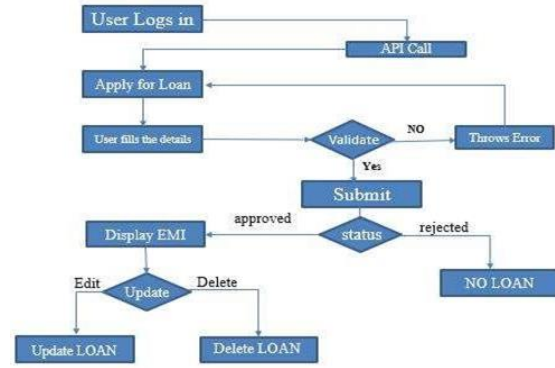 User Logs in
API Call
Apply for Loan
User fills the details
Validate
NO
Throws Error
Yes
Submit
approved
Display EMI
status
rejected
Edit
Update
Delete
NO LOAN
Update LOAN
Delete LOAN